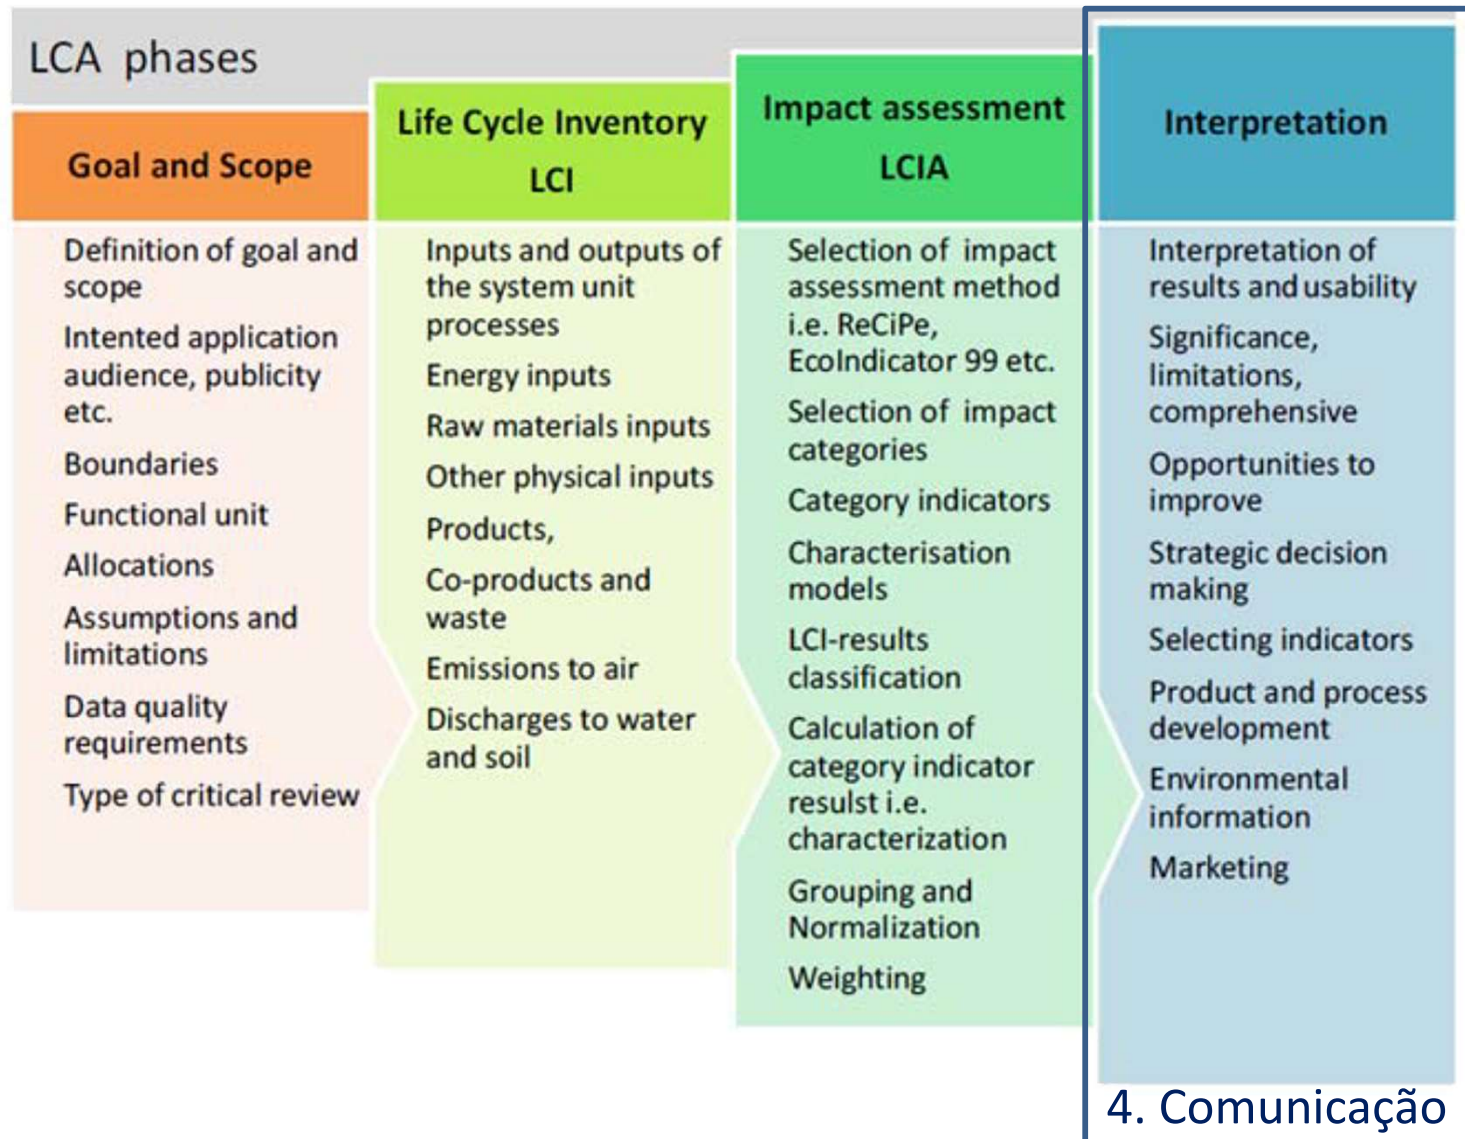 LCA phases
Goal and Scope
Definition of goal and
scope
Intented application
audience, publicity
etc.
Boundaries
Functional unit
Allocations
Assumptions and
limitations
Data quality
requirements
Type of critical review
Life Cycle Inventory
LCI
Inputs and outputs of
the system unit
processes
Energy inputs
Raw materials inputs
Other physical inputs
Products,
Co-products and
waste
Emissions to air
Discharges to water
and soil
Impact assessment
LCIA
Selection of impact
assessment method
i.e. ReCiPe,
EcoIndicator 99 etc.
Selection of impact
categories
Category indicators
Characterisation
models
LCI-results
classification
Calculation of
category indicator
resulst i.e.
characterization
Grouping and
Normalization
Weighting
Interpretation
Interpretation of
results and usability
Significance,
limitations,
comprehensive
Opportunities to
improve
Strategic decision
making
Selecting indicators
Product and process
development
Environmental
information
Marketing
4. Comunicação